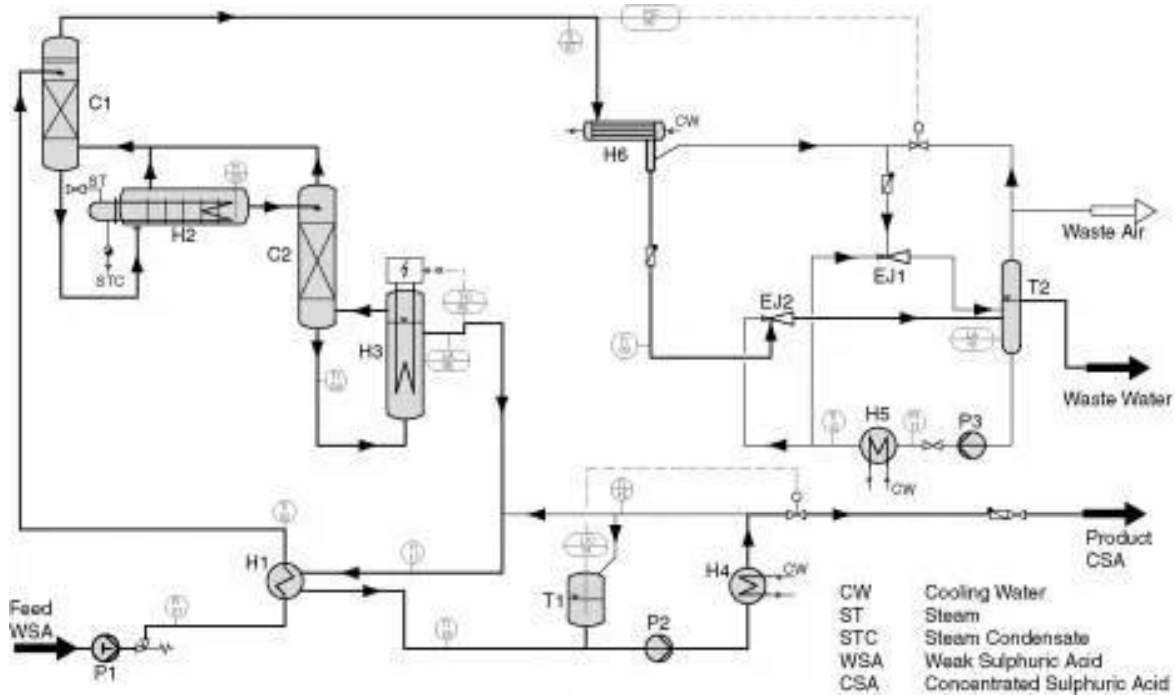 C1
CW
H6
ST
H2
STC
C2
H3
Waste Air
EJ1
EJ2
T2
Waste Water
H5
P3
CW
Product
CSA
H1
T1
H4
CW
P2
Feed
WSA
P1
CW Cooling Water
ST Steam
STC Steam Condensate
WSA Weak Sulphuric Acid
CSA Concentrated Sulphuric Acid